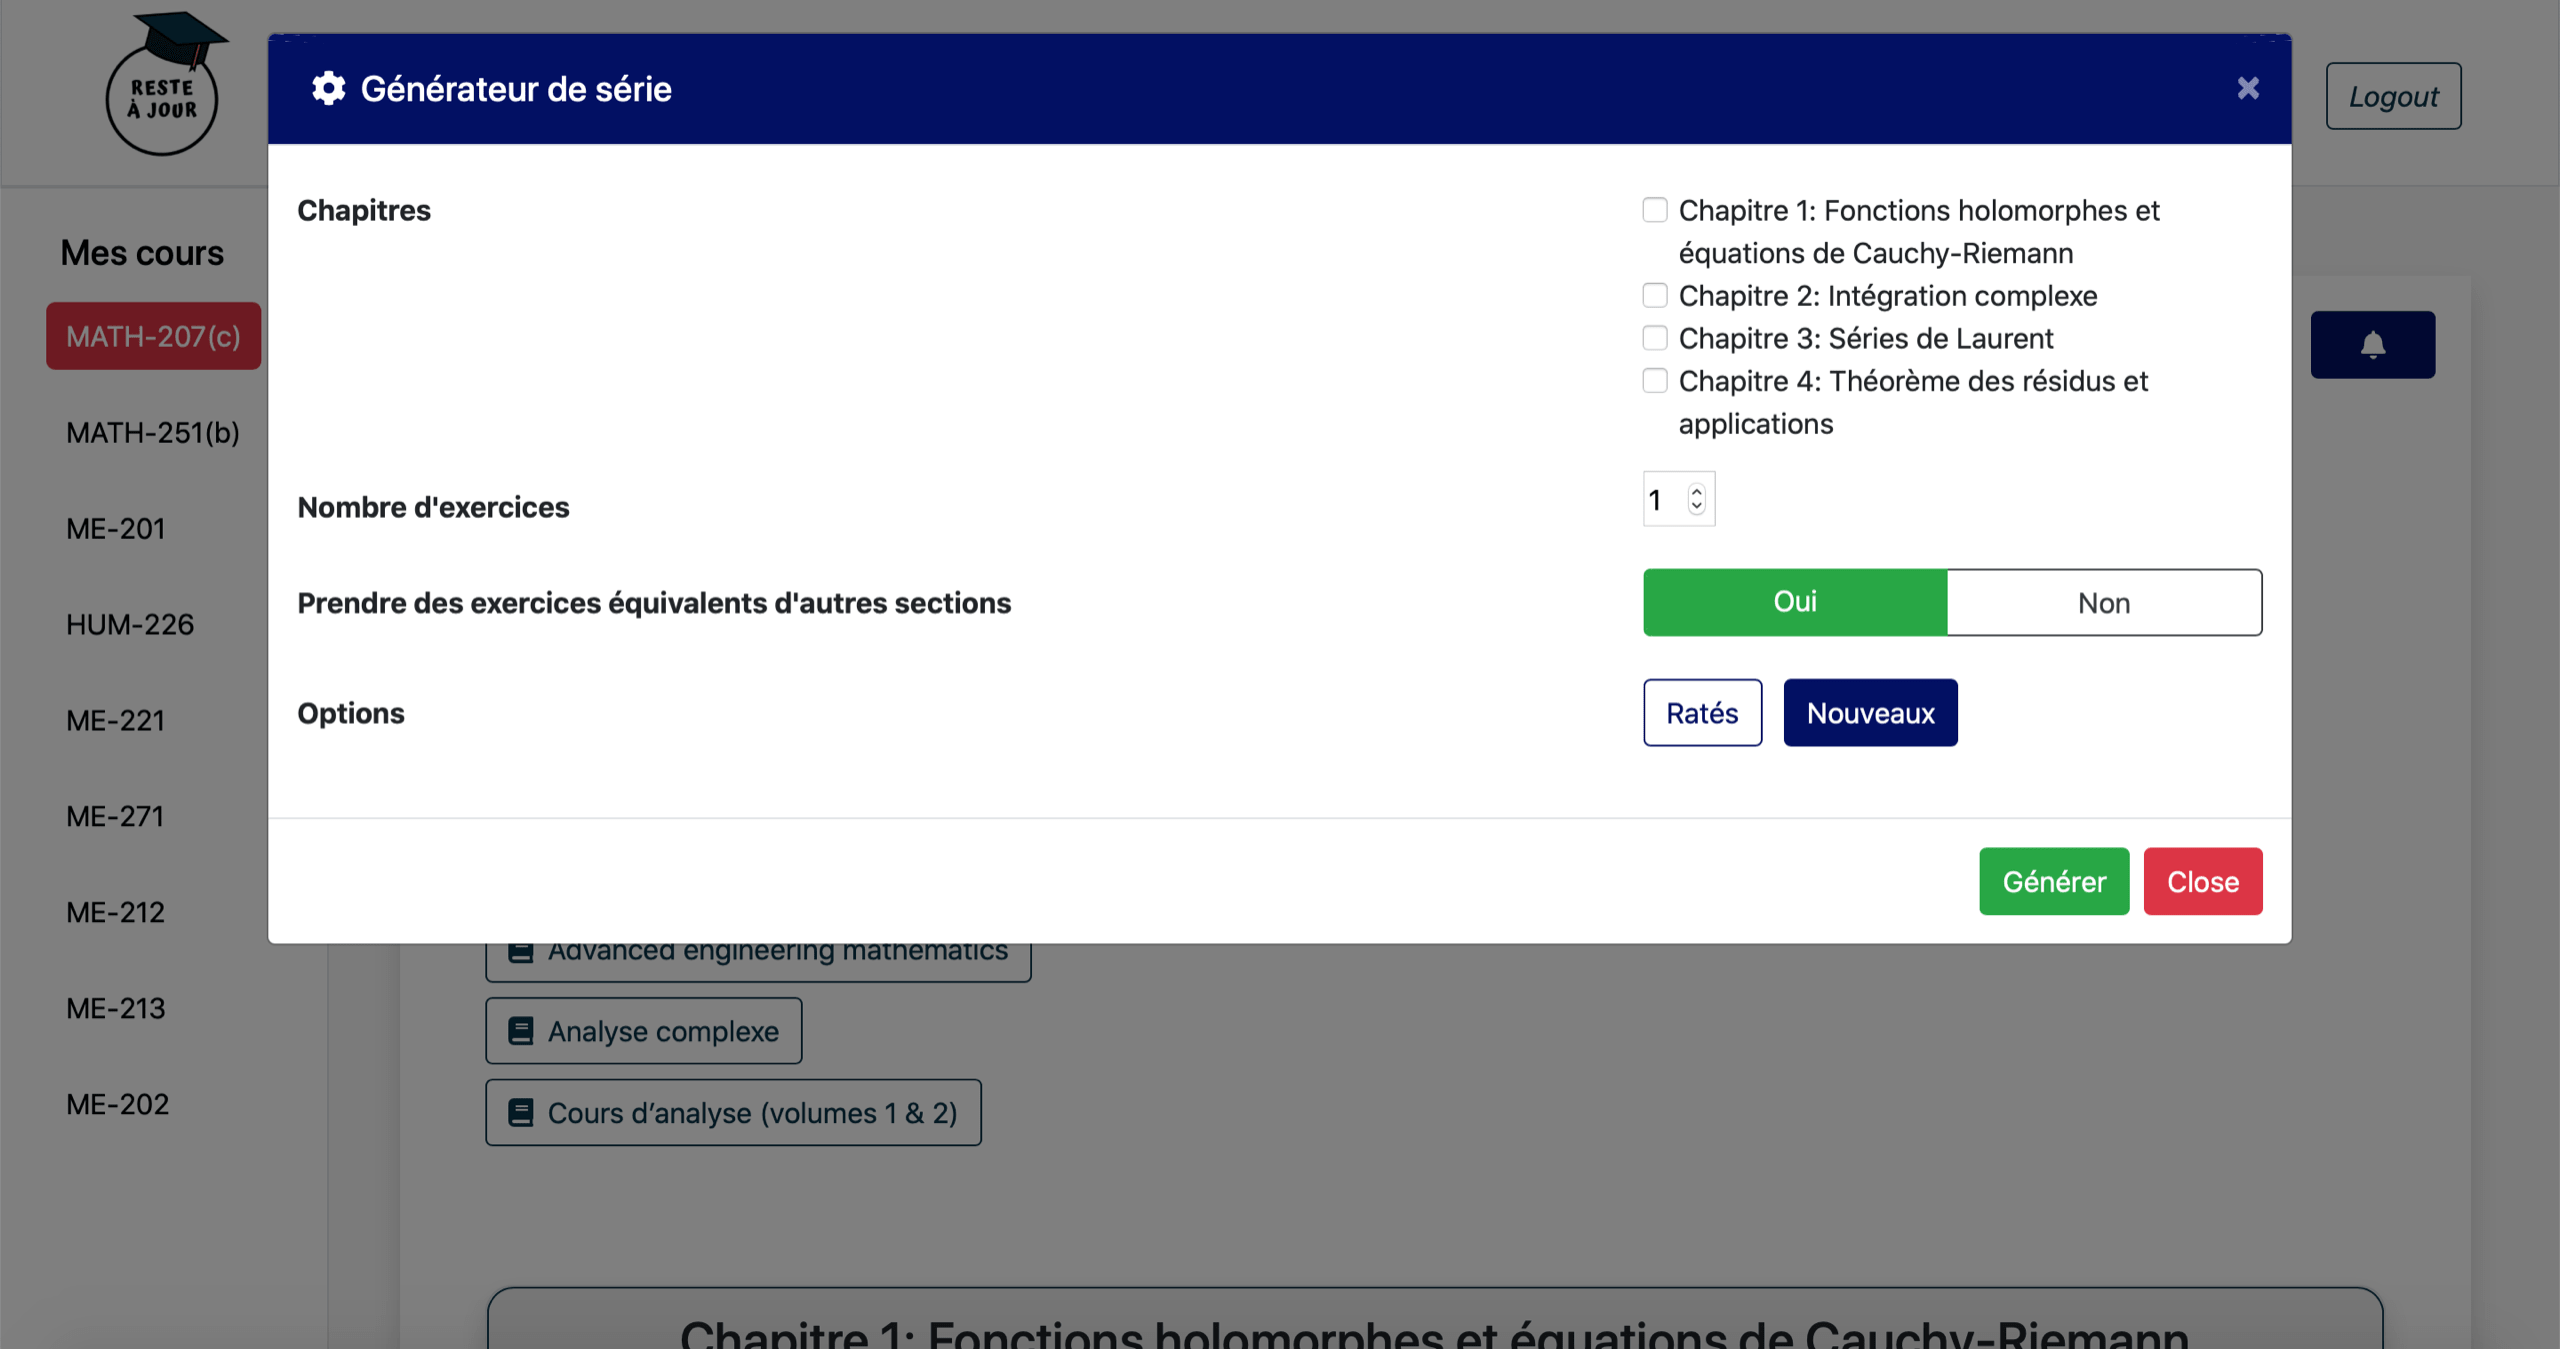 RESTE
À JOUR
Générateur de série
Logout
Mes cours
MATH-207(c)
MATH-251(b)
ME-201
HUM-226
ME-221
ME-271
ME-212
ME-213
ME-202
Chapitres
Chapitre 1: Fonctions holomorphes et
équations de Cauchy-Riemann
Chapitre 2: Intégration complexe
Chapitre 3: Séries de Laurent
Chapitre 4: Théorème des résidus et
applications
Nombre d'exercices
1
Prendre des exercices équivalents d'autres sections
Oui
Non
Options
Ratés
Nouveaux
Générer
Close
Advanced engineering mathematics
Analyse complexe
Cours d’analyse (volumes 1 & 2)
Chapitre 1: Fonctions holomorphes et équations de Cauchy-Riemann